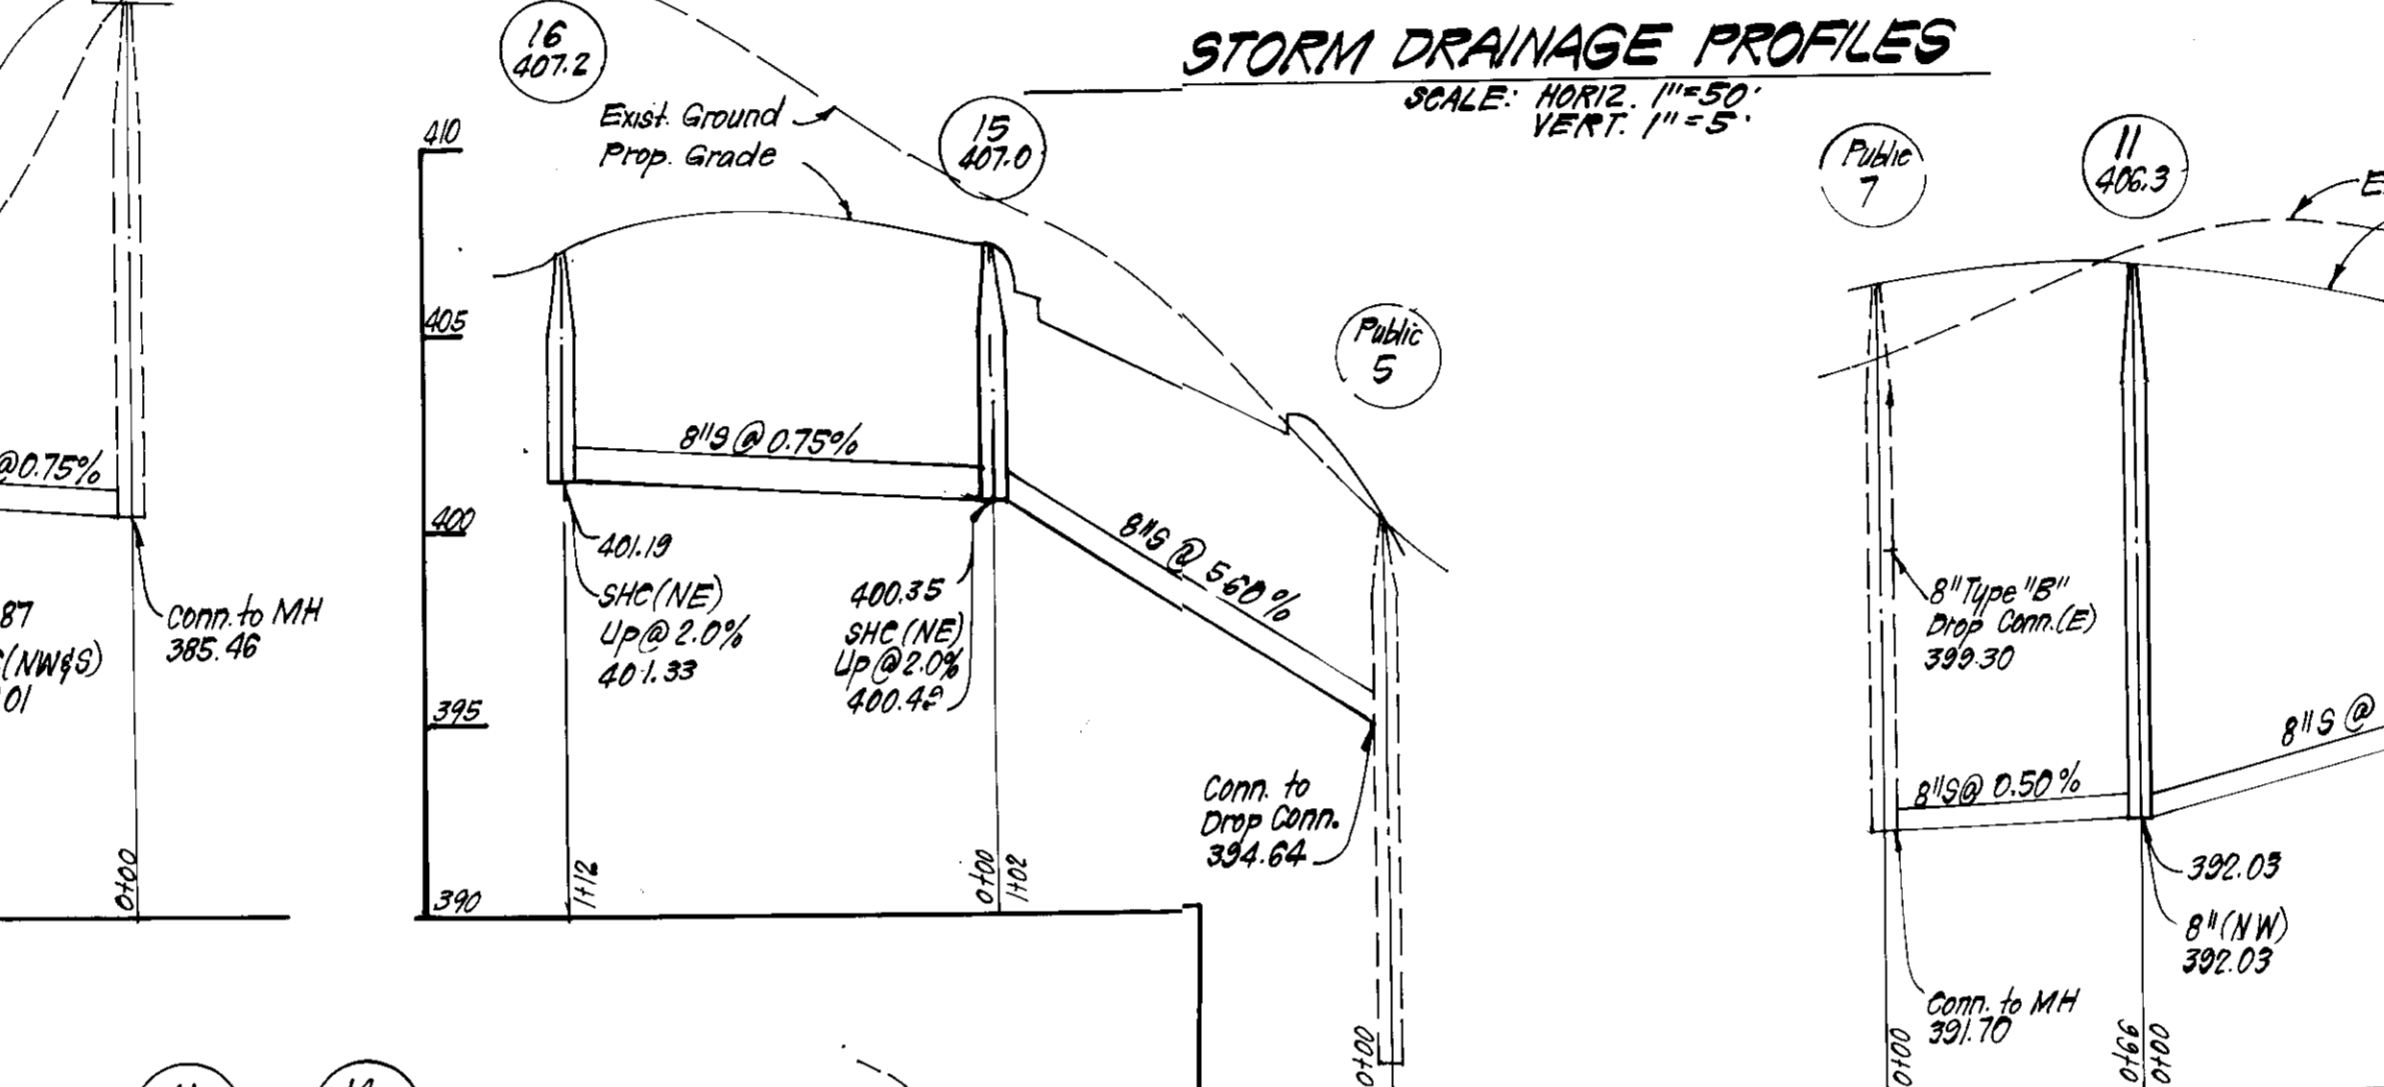 STORM DRAINAGE PROFILES
SCALE: HORIZ. 1"=50'
VERT. 1"=5'
16
407.2
Exist. Ground
Prop. Grade
15
407.0
Public
5
Public
7
11
406.3
410
405
400
395
390
@0.75%
Conn. to MH
385.46
87
(NW&S)
01
0+00
8"S @ 0.75%
401.19
SHC(NE)
Up @ 2.0%
401.33
400.35
SHC (NE)
Up @ 2.0%
8"S @ 5.60%
Conn. to
Drop Conn.
394.64
1+12
0+00
1+02
0+00
8" Type "B"
Drop Conn. (E)
399.30
8"S @ 0.50%
8"S @
392.03
8" (NW)
392.03
Conn. to MH
391.70
0+00
0+66
0+00